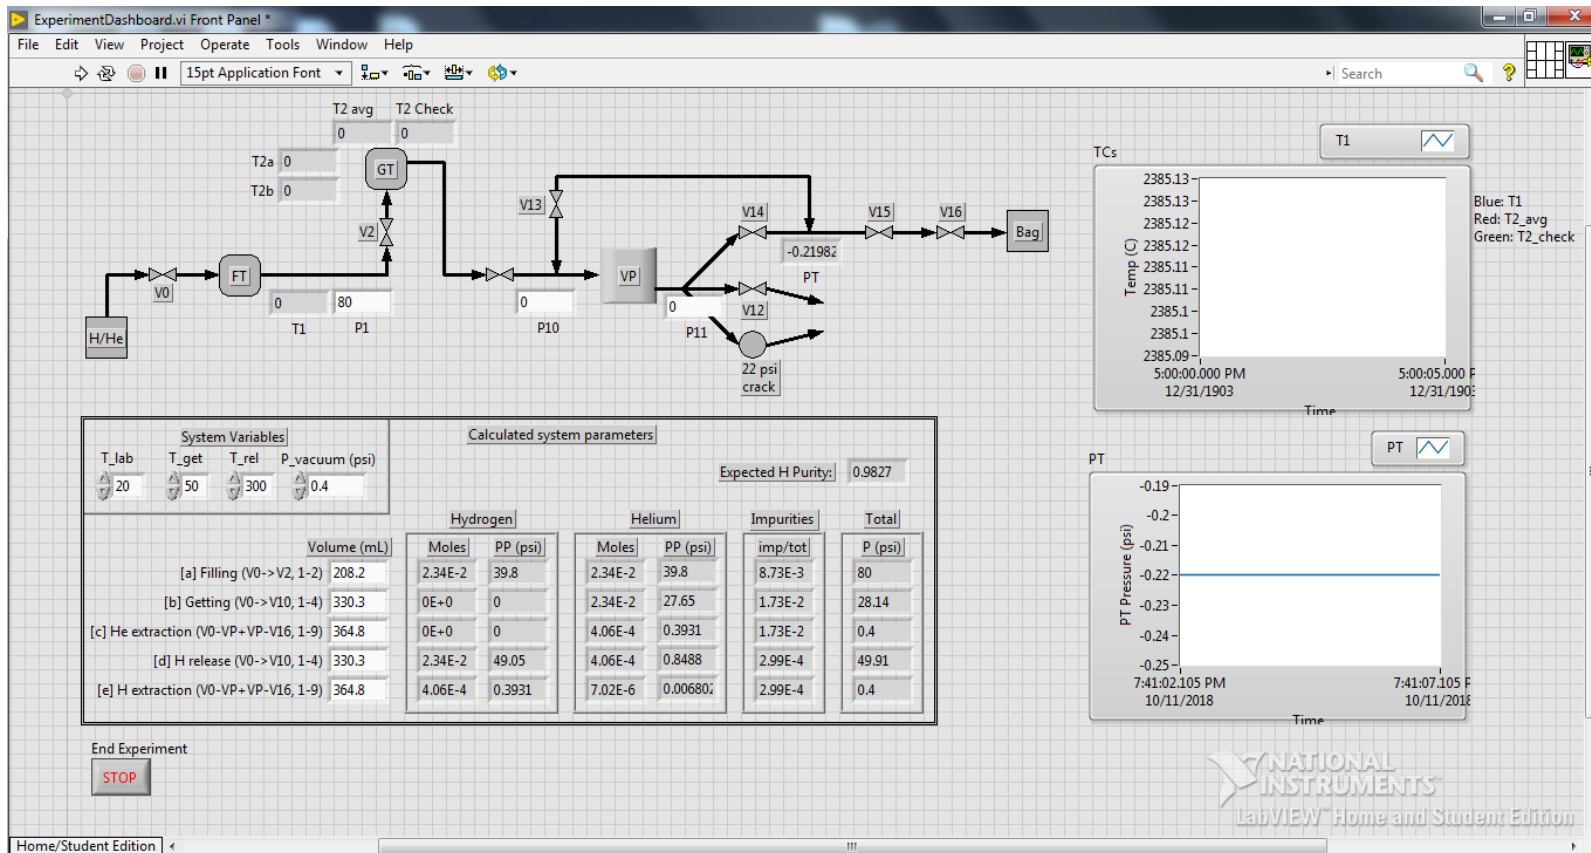 ExperimentDashboard.vi Front Panel *
File Edit View Project Operate Tools Window Help
15pt Application Font
Search
T2 avg T2 Check
0 0
T2a 0
T2b 0
GT
V2
V0
FT
H/He
0 80
T1 P1
V13
0
P10
VP
0
P11
V14
V15
V16
Bag
-0.21982
PT
V12
22 psi
crack
T1
TCs
2385.13
2385.13
2385.12
2385.12
2385.11
2385.11
2385.1
2385.1
2385.09
Temp (C)
5:00:00.000 PM 5:00:05.000 P
12/31/1903 12/31/1903
Time
Blue: T1
Red: T2_avg
Green: T2_check
System Variables
T_lab T_get T_rel P_vacuum (psi)
20 50 300 0.4
Calculated system parameters
Expected H Purity: 0.9827
Hydrogen Helium Impurities Total
Volume (mL) Moles PP (psi) Moles PP (psi) imp/tot P (psi)
[a] Filling (V0->V2, 1-2) 208.2 2.34E-2 39.8 2.34E-2 39.8 8.73E-3 80
[b] Getting (V0->V10, 1-4) 330.3 0E+0 0 2.34E-2 27.65 1.73E-2 28.14
[c] He extraction (V0-VP+VP-V16, 1-9) 364.8 0E+0 0 4.06E-4 0.3931 1.73E-2 0.4
[d] H release (V0->V10, 1-4) 330.3 2.34E-2 49.05 4.06E-4 0.8488 2.99E-4 49.91
[e] H extraction (V0-VP+VP-V16, 1-9) 364.8 4.06E-4 0.3931 7.02E-6 0.006802 2.99E-4 0.4
PT
PT
-0.19
-0.2
-0.21
-0.22
-0.23
-0.24
-0.25
PT Pressure (psi)
7:41:02.105 PM 7:41:07.105 P
10/11/2018 10/11/2018
Time
End Experiment
STOP
NATIONAL
INSTRUMENTS
LabVIEW™ Home and Student Edition
Home/Student Edition